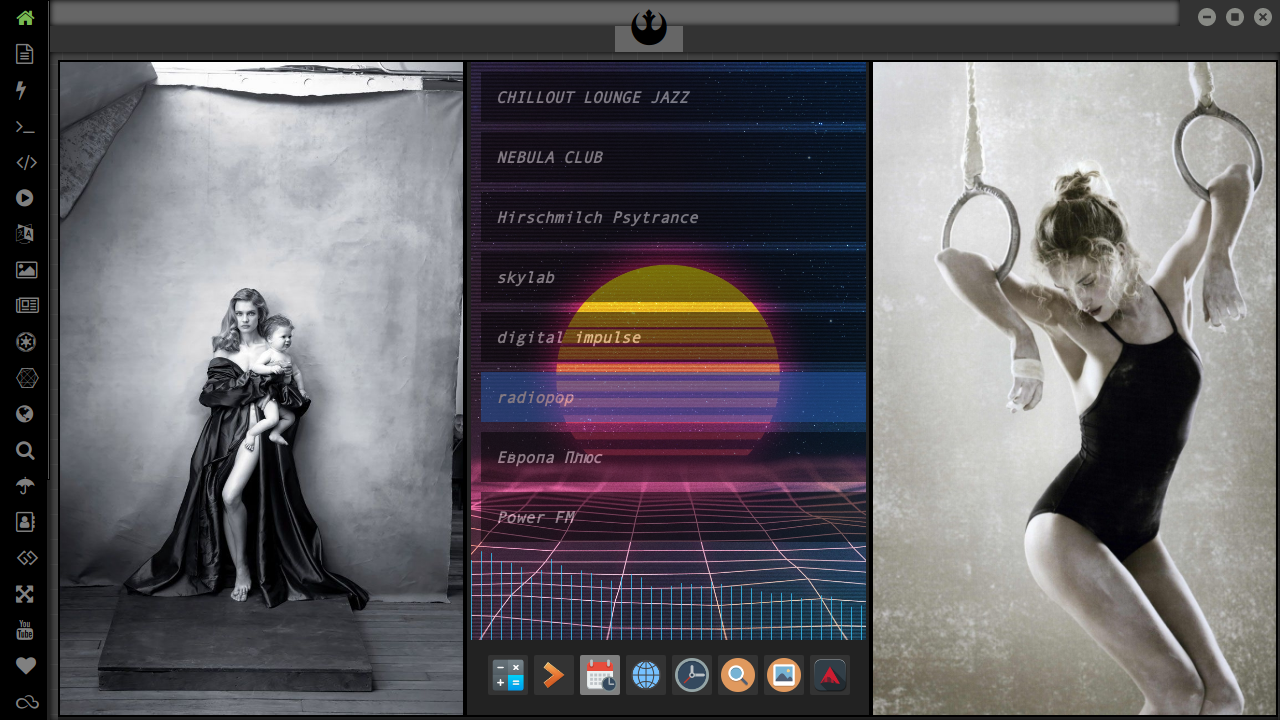 CHILLOUT LOUNGE JAZZ
NEBULA CLUB
Hirschmilch Psytrance
skylab
digital impulse
radiopop
Европа Плюс
Power FM
You
Tube